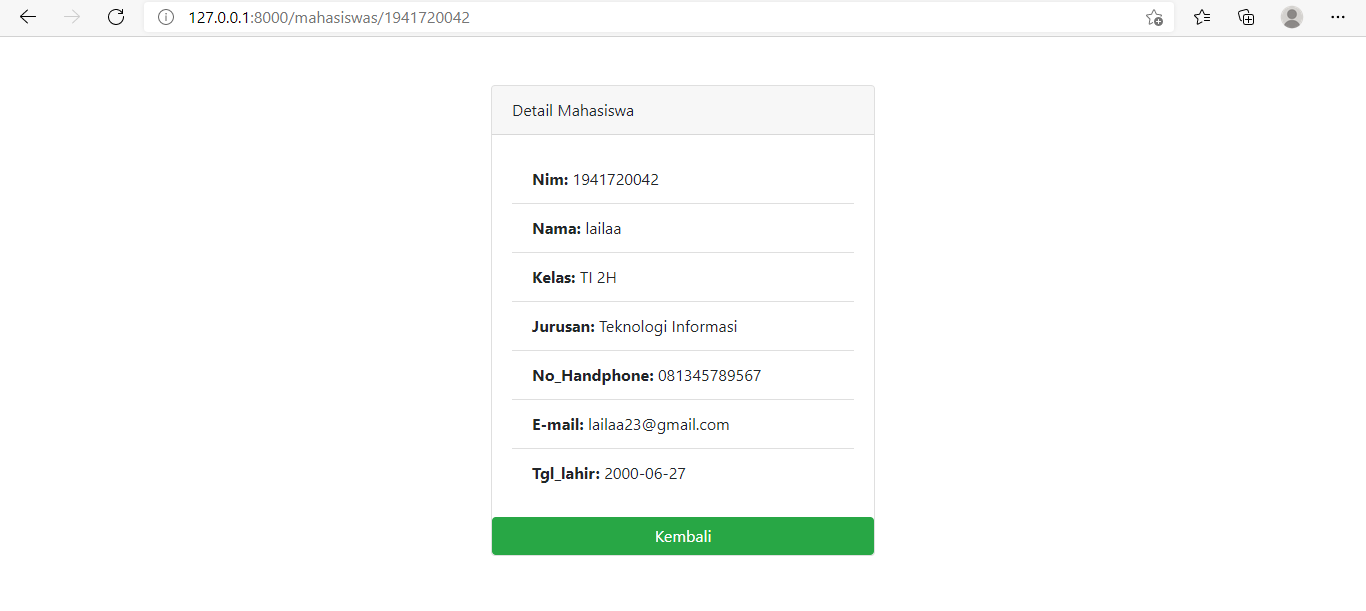 127.0.0.1:8000/mahasiswas/1941720042
Detail Mahasiswa
Nim: 1941720042
Nama: lailaa
Kelas: TI 2H
Jurusan: Teknologi Informasi
No_Handphone: 081345789567
E-mail: lailaa23@gmail.com
Tgl_lahir: 2000-06-27
Kembali